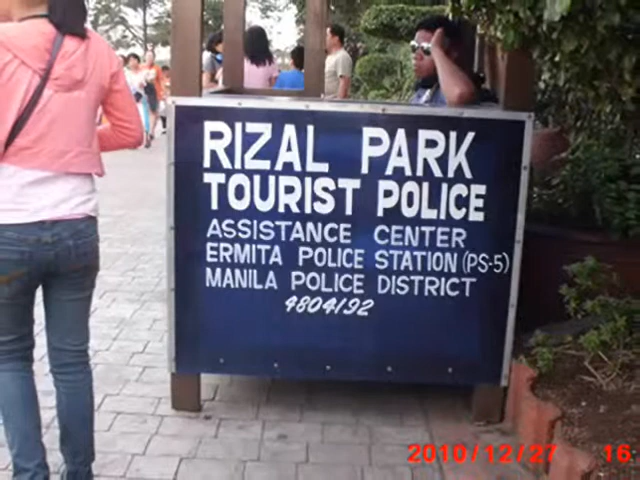 RIZAL PARK
TOURIST POLICE
ASSISTANCE CENTER
ERMITA POLICE STATION (PS-5)
MANILA POLICE DISTRICT
4804192
2010/12/27 16